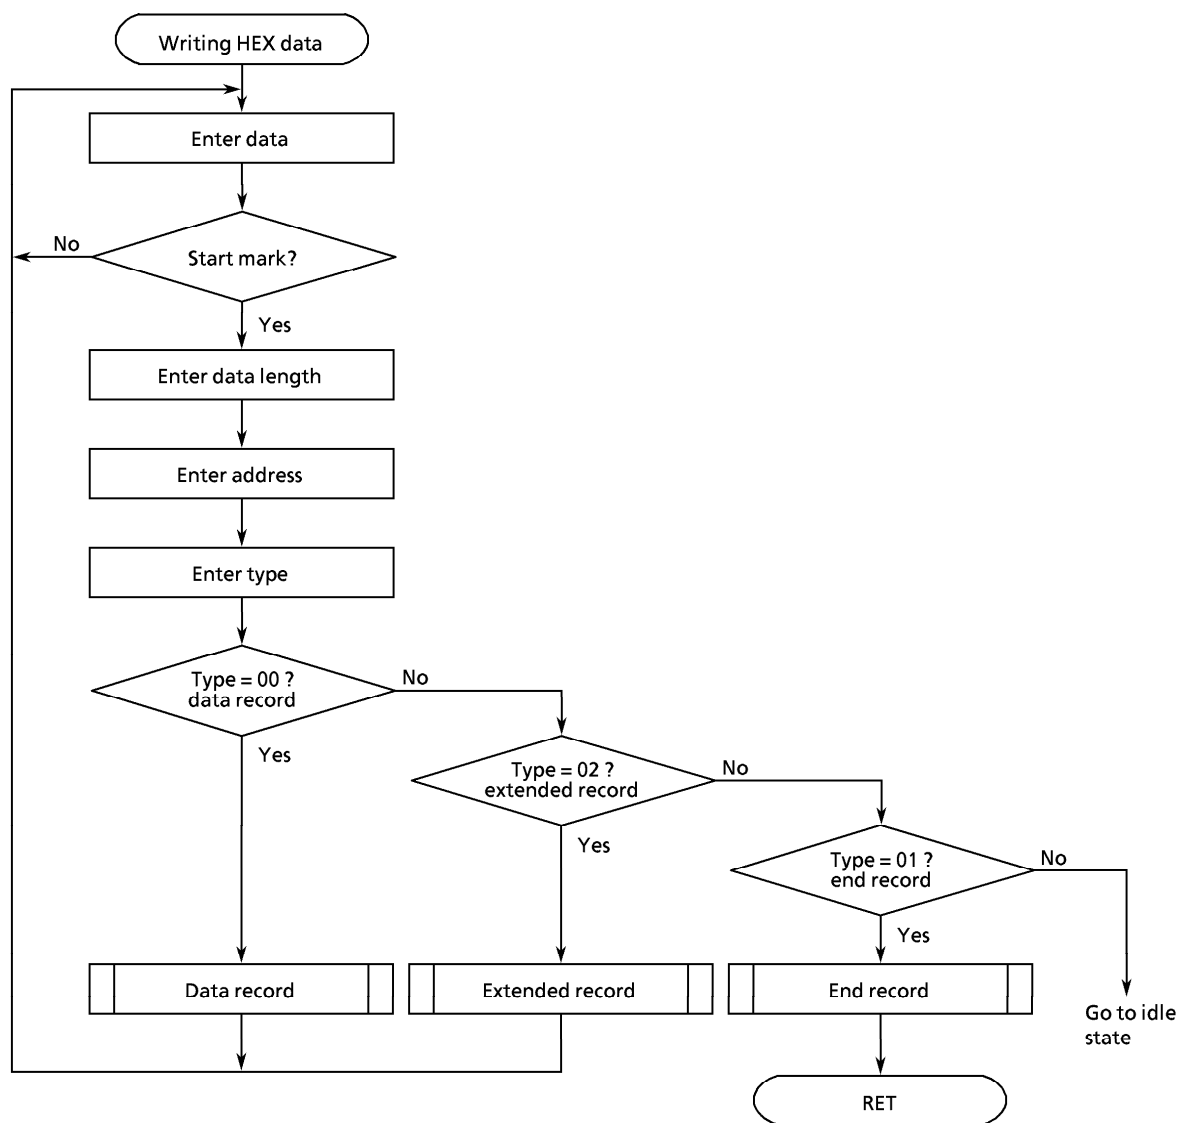 Writing HEX data
Enter data
No
Start mark?
Yes
Enter data length
Enter address
Enter type
Type = 00 ?
data record
No
Yes
Type = 02 ?
extended record
No
Yes
Type = 01 ?
end record
No
Yes
Data record
Extended record
End record
Go to idle
state
RET